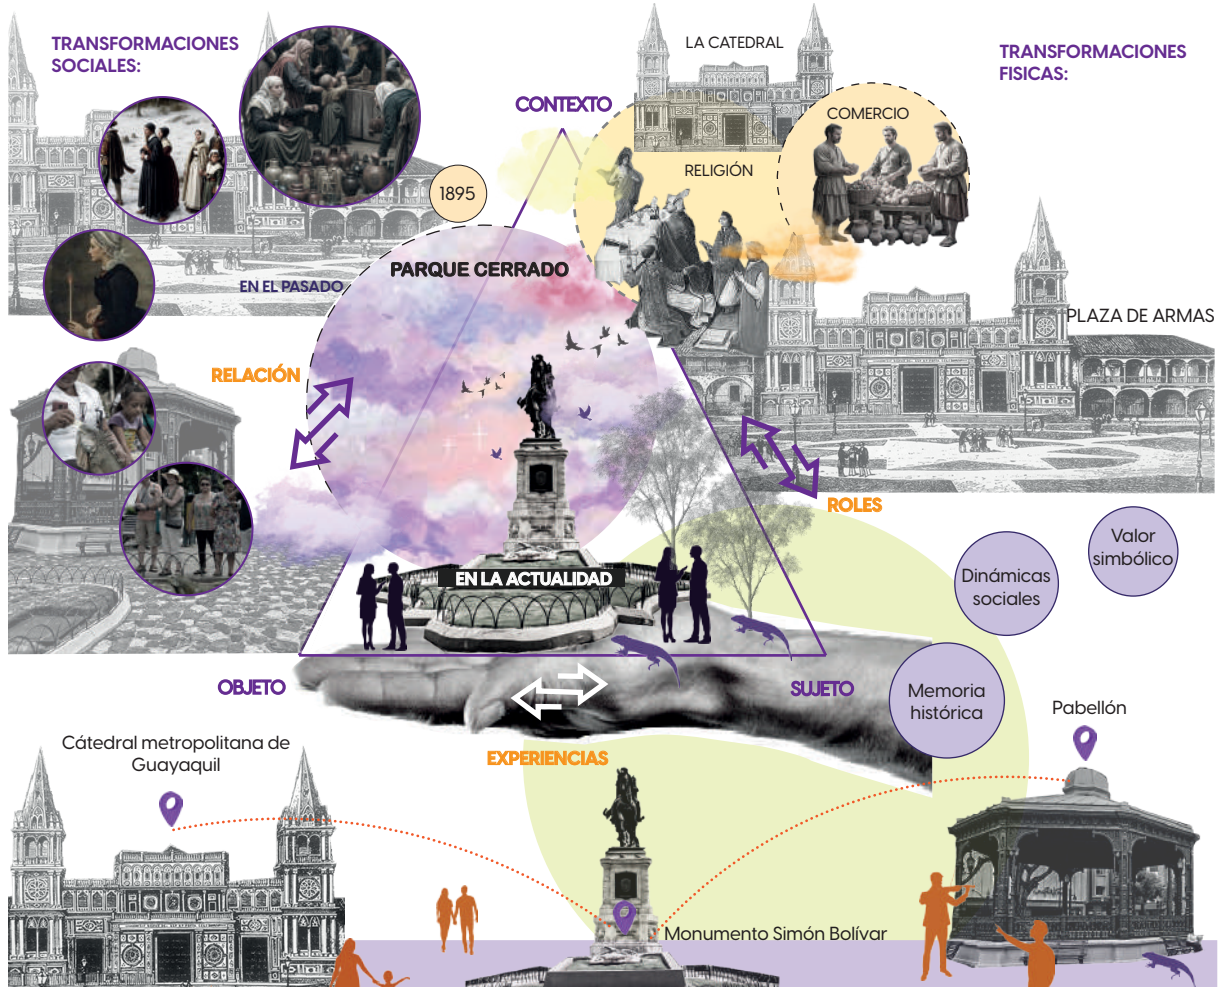 TRANSFORMACIONES
SOCIALES:
LA CATEDRAL
TRANSFORMACIONES
FISICAS:
CONTEXTO
COMERCIO
RELIGIÓN
1895
PARQUE CERRADO
EN EL PASADO
PLAZA DE ARMAS
RELACIÓN
ROLES
Valor
simbólico
Dinámicas
sociales
EN LA ACTUALIDAD
OBJETO
SUJETO
Memoria
histórica
Pabellón
Cátedral metropolitana de
Guayaquil
EXPERIENCIAS
Monumento Simón Bolívar